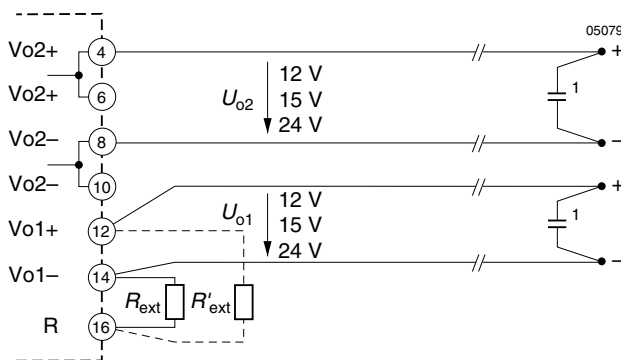 05079
Vo2+ 4 +
12 V
Vo2+ 6 Uo2 15 V 1
24 V
Vo2– 8 –
Vo2– 10 +
12 V
Vo1+ 12 Uo1 15 V 1
24 V
Vo1– 14 –
Rext R'ext
R 16